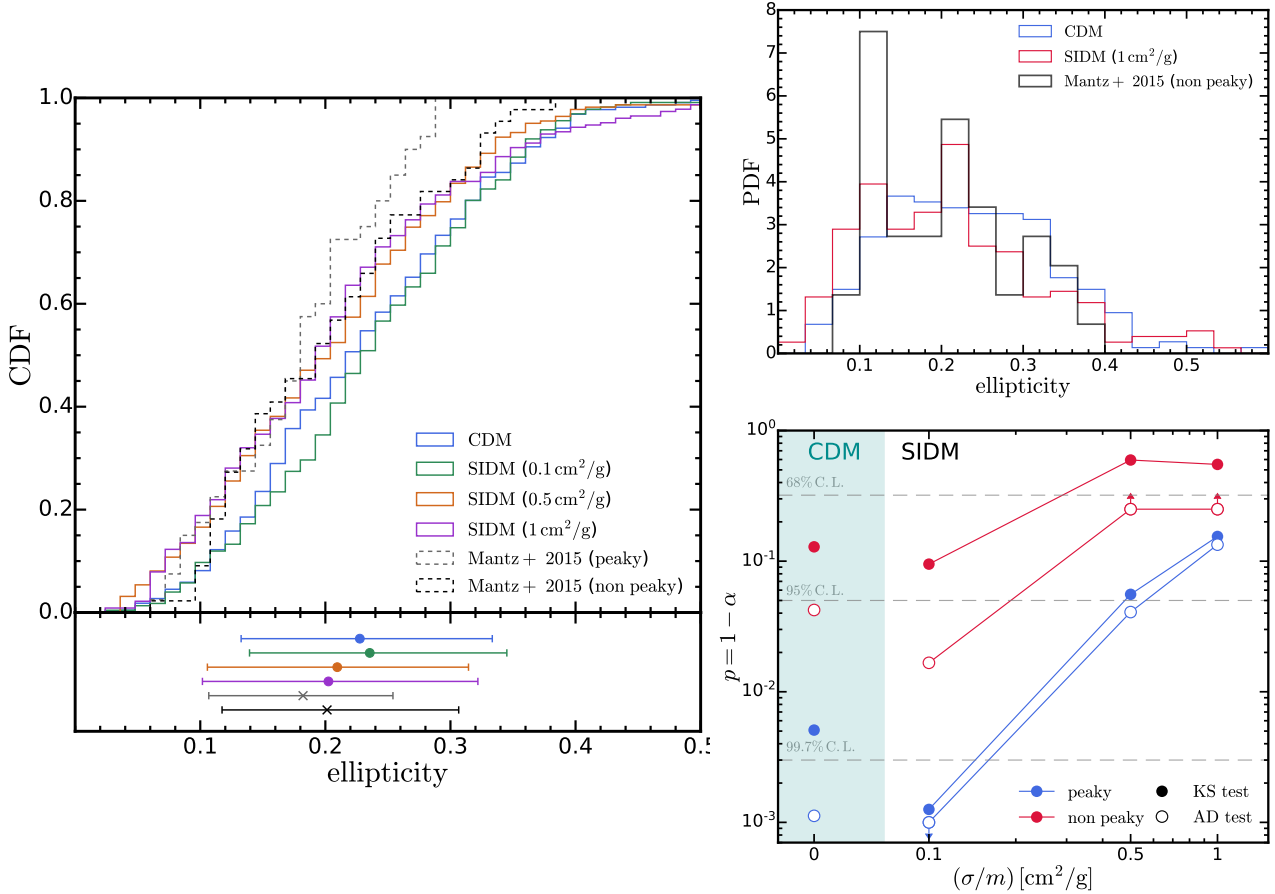 CDF
1.0
0.8
0.6
0.4
0.2
0.0
CDM
SIDM (0.1 cm²/g)
SIDM (0.5 cm²/g)
SIDM (1 cm²/g)
Mantz+ 2015 (peaky)
Mantz+ 2015 (non peaky)
0.1 0.2 0.3 0.4 0.5
ellipticity
PDF
8
7
6
5
4
3
2
1
0
CDM
SIDM (1 cm²/g)
Mantz+ 2015 (non peaky)
0.1 0.2 0.3 0.4 0.5
ellipticity
p = 1 − α
10⁰
10⁻¹
10⁻²
10⁻³
CDM SIDM
68% C.L.
95% C.L.
99.7% C.L.
peaky KS test
non peaky AD test
0 0.1 0.5 1
(σ/m) [cm²/g]